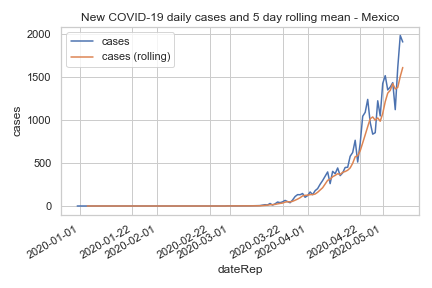 New COVID-19 daily cases and 5 day rolling mean - Mexico
cases
cases (rolling)
2000
1500
1000
500
0
cases
2020-01-01
2020-01-22
2020-02-01
2020-02-22
2020-03-01
2020-03-22
2020-04-01
2020-04-22
2020-05-01
dateRep